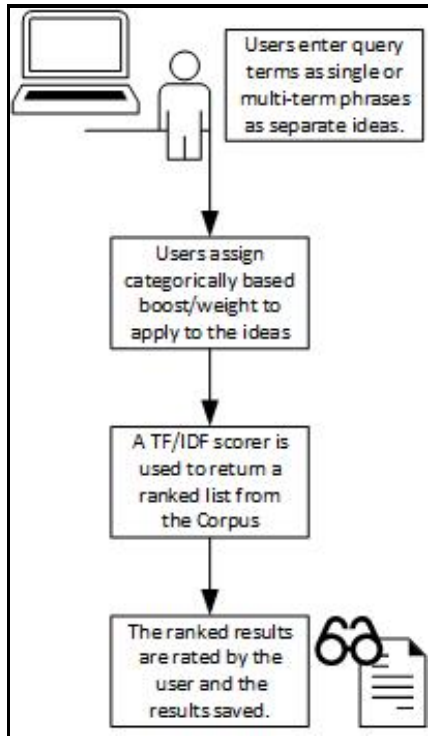 Users enter query
terms as single or
multi-term phrases
as separate ideas.
Users assign
categorically based
boost/weight to
apply to the ideas
A TF/IDF scorer is
used to return a
ranked list from
the Corpus
The ranked results
are rated by the
user and the
results saved.